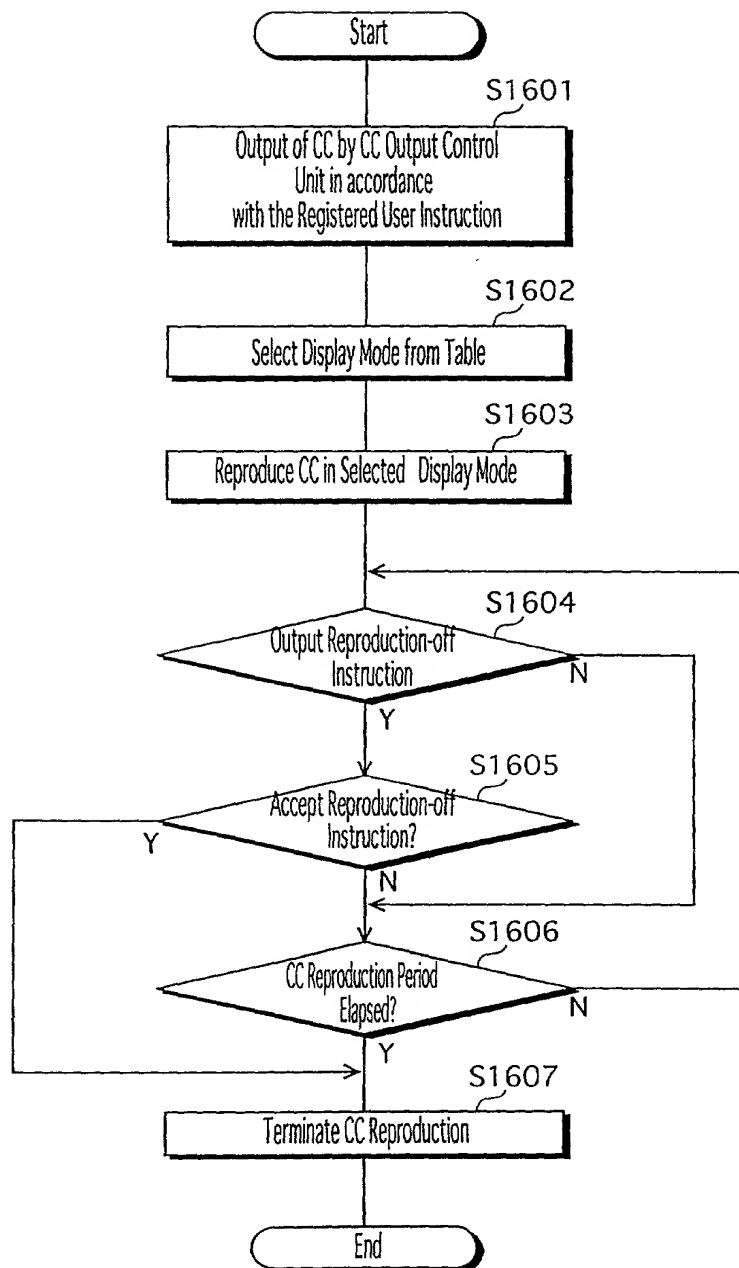 Start
S1601
Output of CC by CC Output Control
Unit in accordance
with the Registered User Instruction
S1602
Select Display Mode from Table
S1603
Reproduce CC in Selected Display Mode
S1604
Output Reproduction-off
Instruction
N
Y
S1605
Accept Reproduction-off
Instruction?
Y
N
S1606
CC Reproduction Period
Elapsed?
N
Y
S1607
Terminate CC Reproduction
End